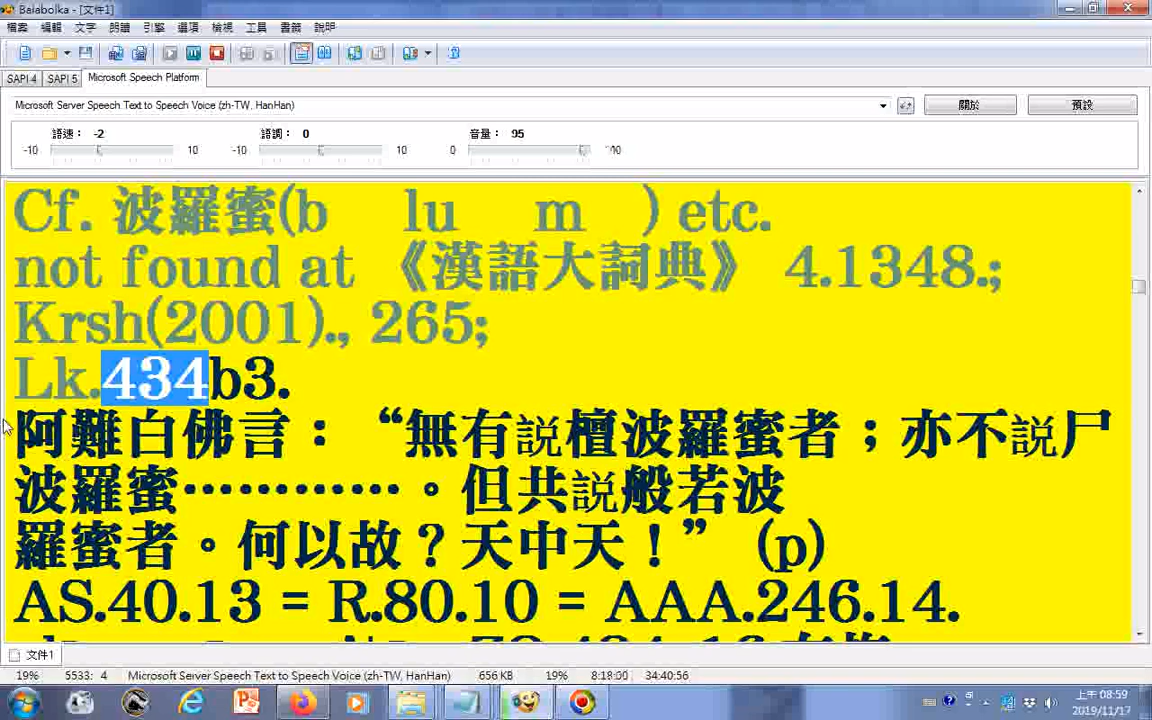 Balabolka - [文件1]
檔案 編輯 文字 朗讀 引擎 選項 檢視 工具 書籤 說明
SAPI 4 SAPI 5 Microsoft Speech Platform
Microsoft Server Speech Text to Speech Voice (zh-TW, HanHan) 關於 預設
語速： -2 語調： 0 音量： 95
-10 10 -10 10 0 100
Cf. 波羅蜜(b lu m ) etc.
not found at 《漢語大詞典》 4.1348.;
Krsh(2001)., 265;
Lk.434b3.
阿難白佛言：“無有説檀波羅蜜者；亦不説尸
波羅蜜…………。但共説般若波
羅蜜者。何以故？天中天！” (p)
AS.40.13 = R.80.10 = AAA.246.14.
文件1
19% 5533: 4 Microsoft Server Speech Text to Speech Voice (zh-TW, HanHan) 656 KB 19% 8:18:00 34:40:56
上午 08:59
2019/11/17